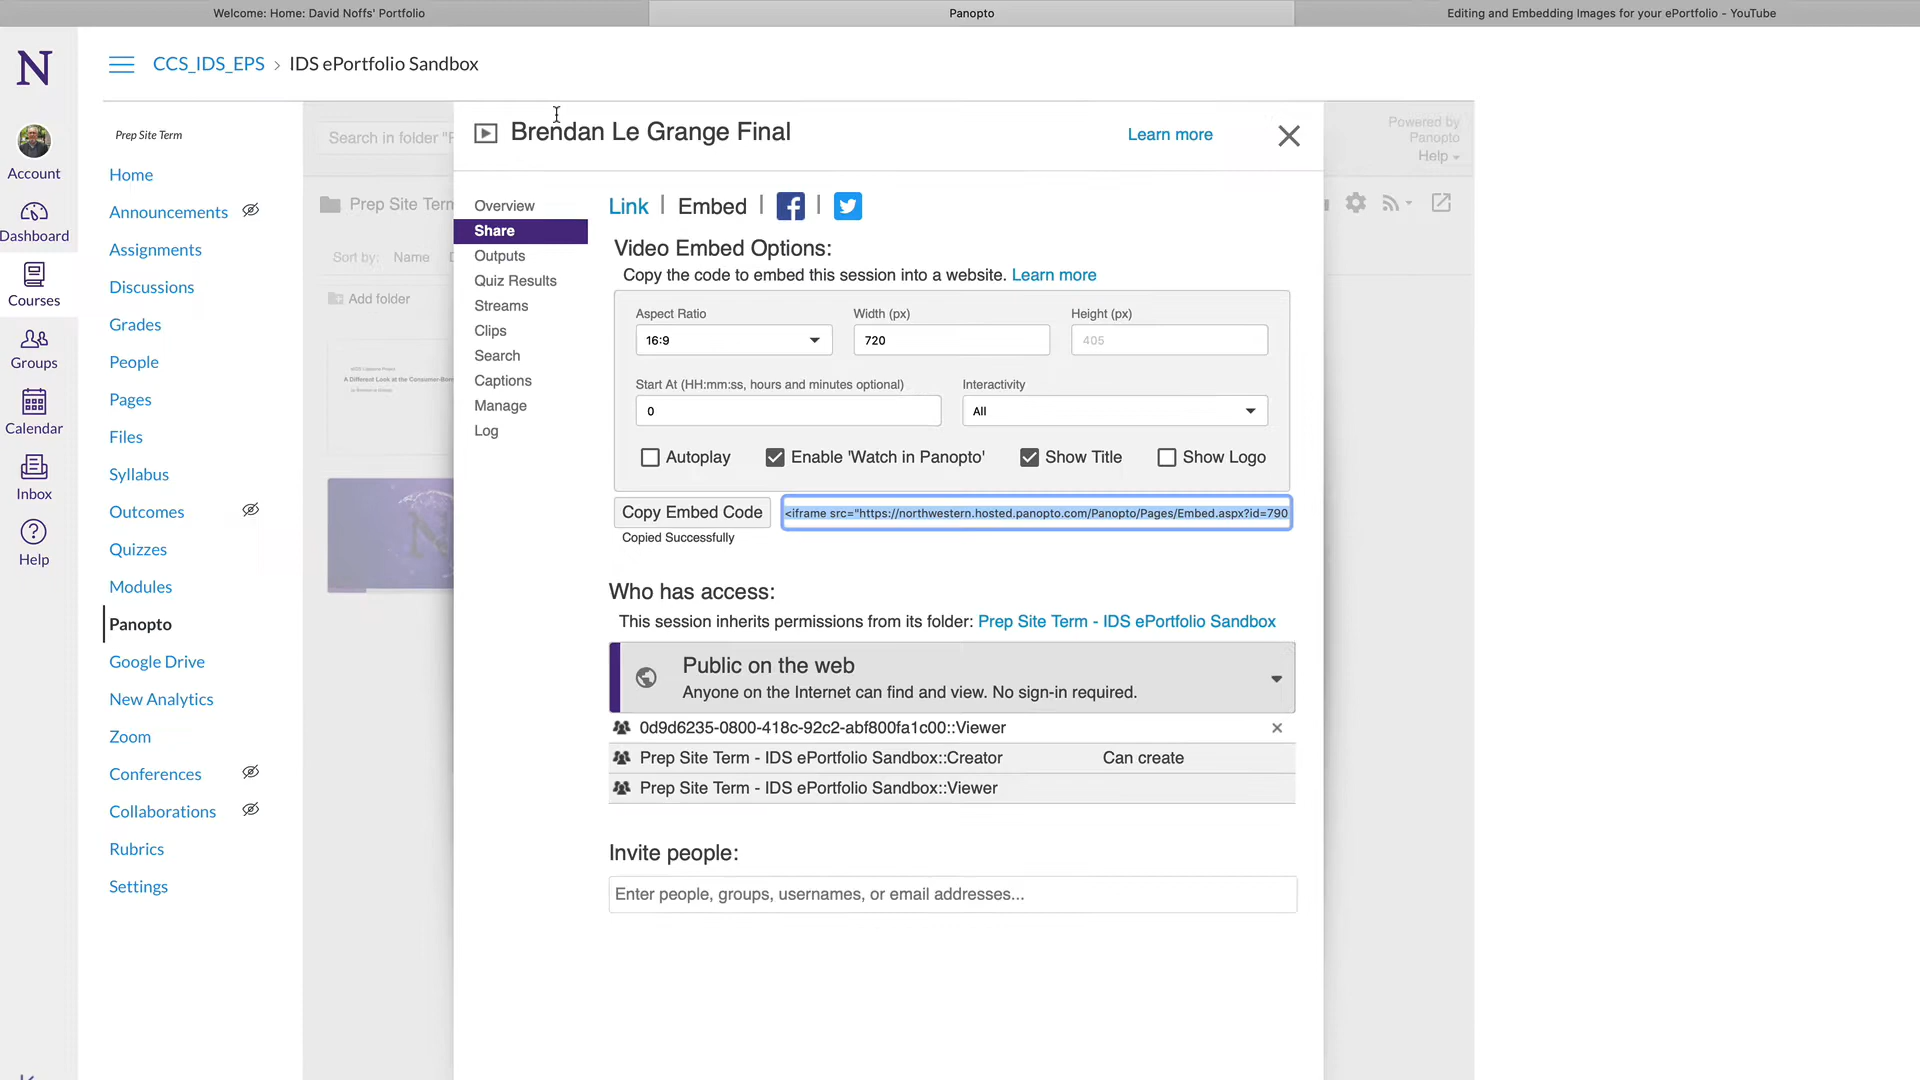 Welcome: Home: David Noffs' Portfolio
Panopto
Editing and Embedding Images for your ePortfolio - YouTube
N
Account
Dashboard
Courses
Groups
Calendar
Inbox
Help
CCS_IDS_EPS > IDS ePortfolio Sandbox
Prep Site Term
Home
Announcements
Assignments
Discussions
Grades
People
Pages
Files
Syllabus
Outcomes
Quizzes
Modules
Panopto
Google Drive
New Analytics
Zoom
Conferences
Collaborations
Rubrics
Settings
Search in folder
Prep Site Term
Sort by: Name
Add folder
A Different Look at the
Powered by
Panopto
Help
Brendan Le Grange Final
Learn more
Overview
Share
Outputs
Quiz Results
Streams
Clips
Search
Captions
Manage
Log
Link | Embed | f |
Video Embed Options:
Copy the code to embed this session into a website. Learn more
Aspect Ratio Width (px) Height (px)
16:9 720 405
Start At (HH:mm:ss, hours and minutes optional) Interactivity
0 All
Autoplay Enable 'Watch in Panopto' Show Title Show Logo
Copy Embed Code <iframe src="https://northwestern.hosted.panopto.com/Panopto/Pages/Embed.aspx?id=790
Copied Successfully
Who has access:
This session inherits permissions from its folder: Prep Site Term - IDS ePortfolio Sandbox
Public on the web
Anyone on the Internet can find and view. No sign-in required.
0d9d6235-0800-418c-92c2-abf800fa1c00::Viewer
Prep Site Term - IDS ePortfolio Sandbox::Creator Can create
Prep Site Term - IDS ePortfolio Sandbox::Viewer
Invite people:
Enter people, groups, usernames, or email addresses...